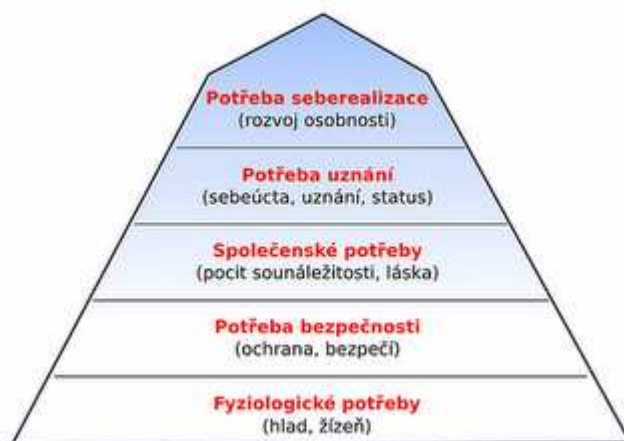 Potřeba seberealizace
(rozvoj osobnosti)
Potřeba uznání
(sebeúcta, uznání, status)
Společenské potřeby
(pocit sounáležitosti, láska)
Potřeba bezpečnosti
(ochrana, bezpečí)
Fyziologické potřeby
(hlad, žízeň)